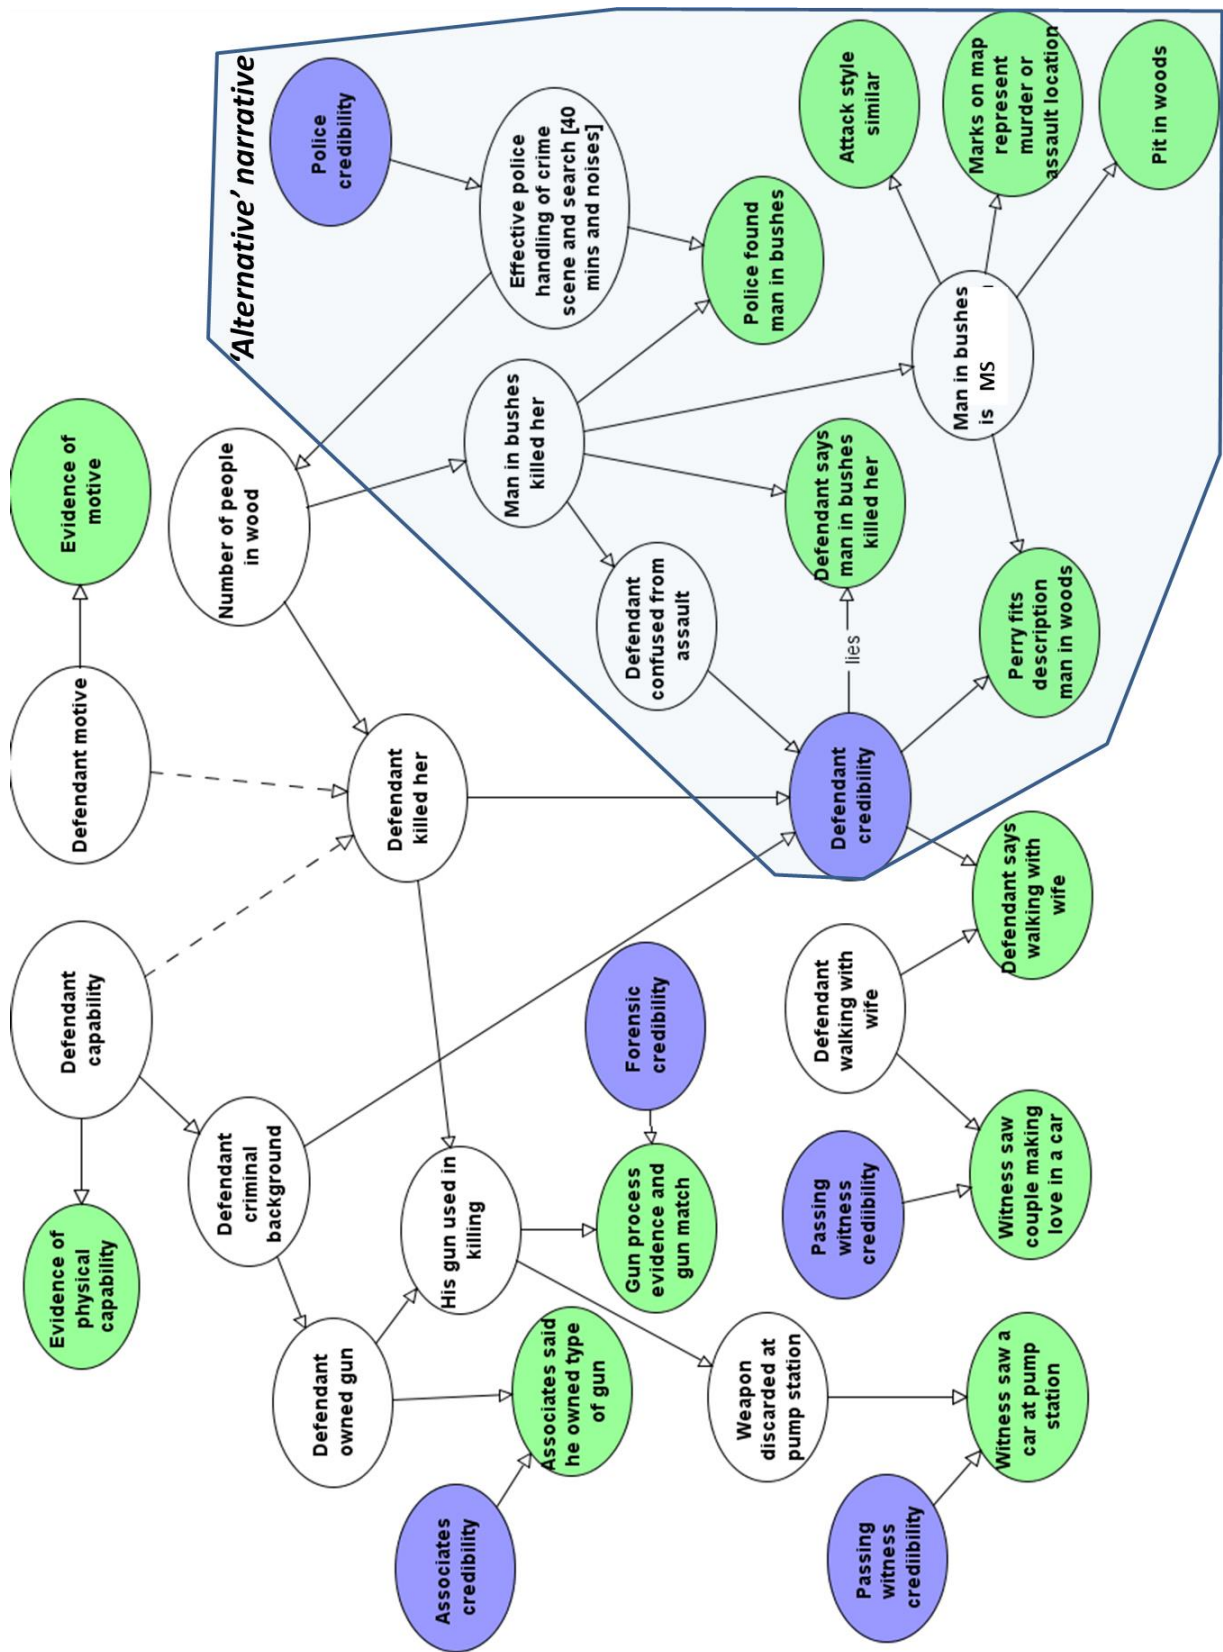 Evidence of
physical
capability
Defendant
capability
Defendant motive
Evidence of
motive
Defendant
criminal
background
Number of people
in wood
‘Alternative’ narrative
Defendant
owned gun
Police
credibility
Associates
credibility
His gun used in
killing
Defendant
killed her
Man in bushes
killed her
Effective police
handling of crime
scene and search [40
mins and noises]
Associates said
he owned type
of gun
Gun process
evidence and
gun match
Forensic
credibility
Defendant
confused from
assault
Police found
man in bushes
Weapon
discarded at
pump station
Passing
witness
crediibility
Defendant
walking with
wife
Defendant
credibility
lies
Defendant says
man in bushes
killed her
Attack style
similar
Passing
witness
crediibility
Witness saw a
car at pump
station
Witness saw
couple making
love in a car
Defendant says
walking with
wife
Perry fits
description
man in woods
Man in bushes
is MS
Marks on map
represent
murder or
assault location
Pit in woods